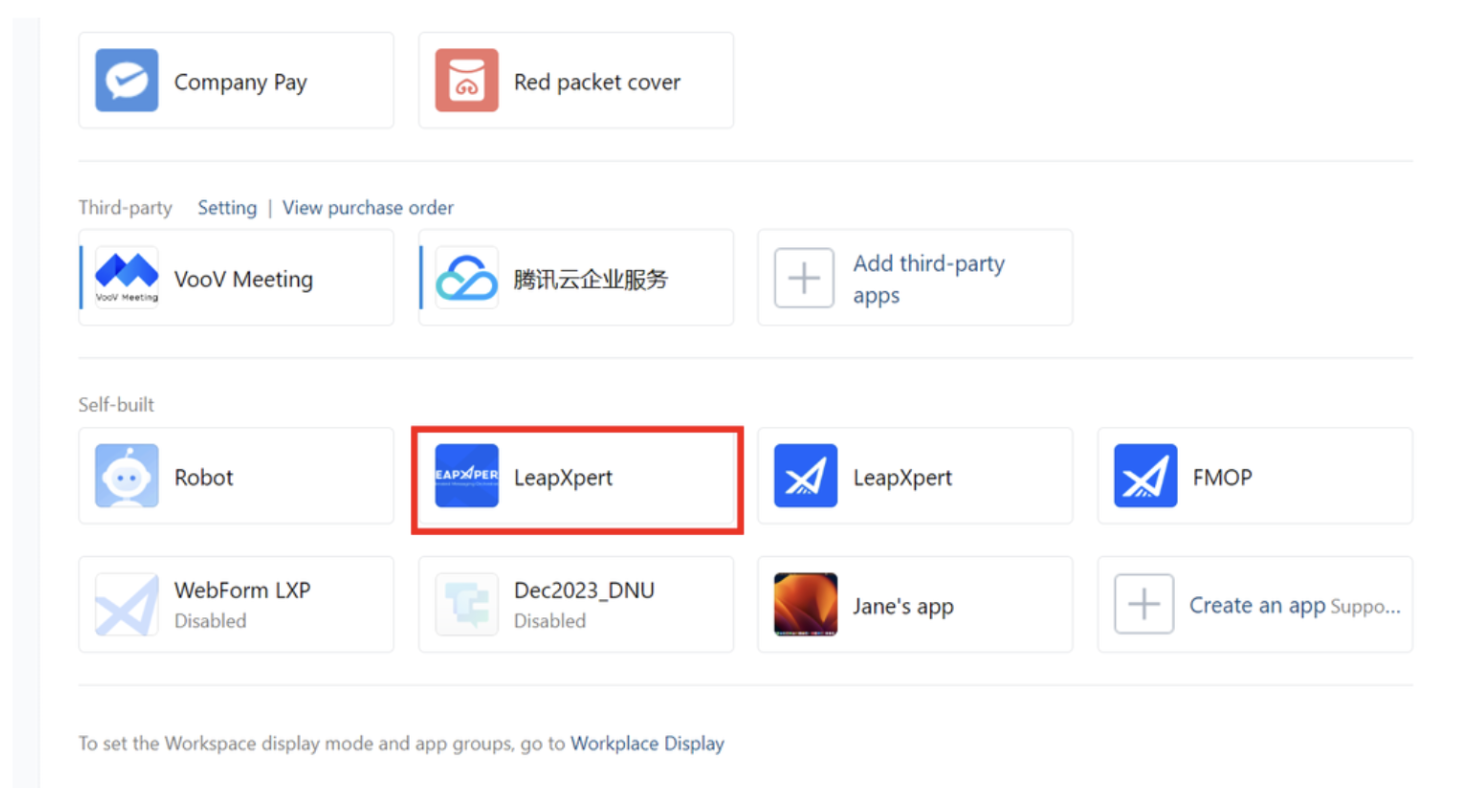 Company Pay
Red packet cover
Third-party Setting | View purchase order
VooV Meeting
VooV Meeting
腾讯云企业服务
Add third-party
apps
Self-built
Robot
EAPXPER
LeapXpert
LeapXpert
FMOP
WebForm LXP
Disabled
Dec2023_DNU
Disabled
Jane's app
Create an app Suppo...
To set the Workspace display mode and app groups, go to Workplace Display